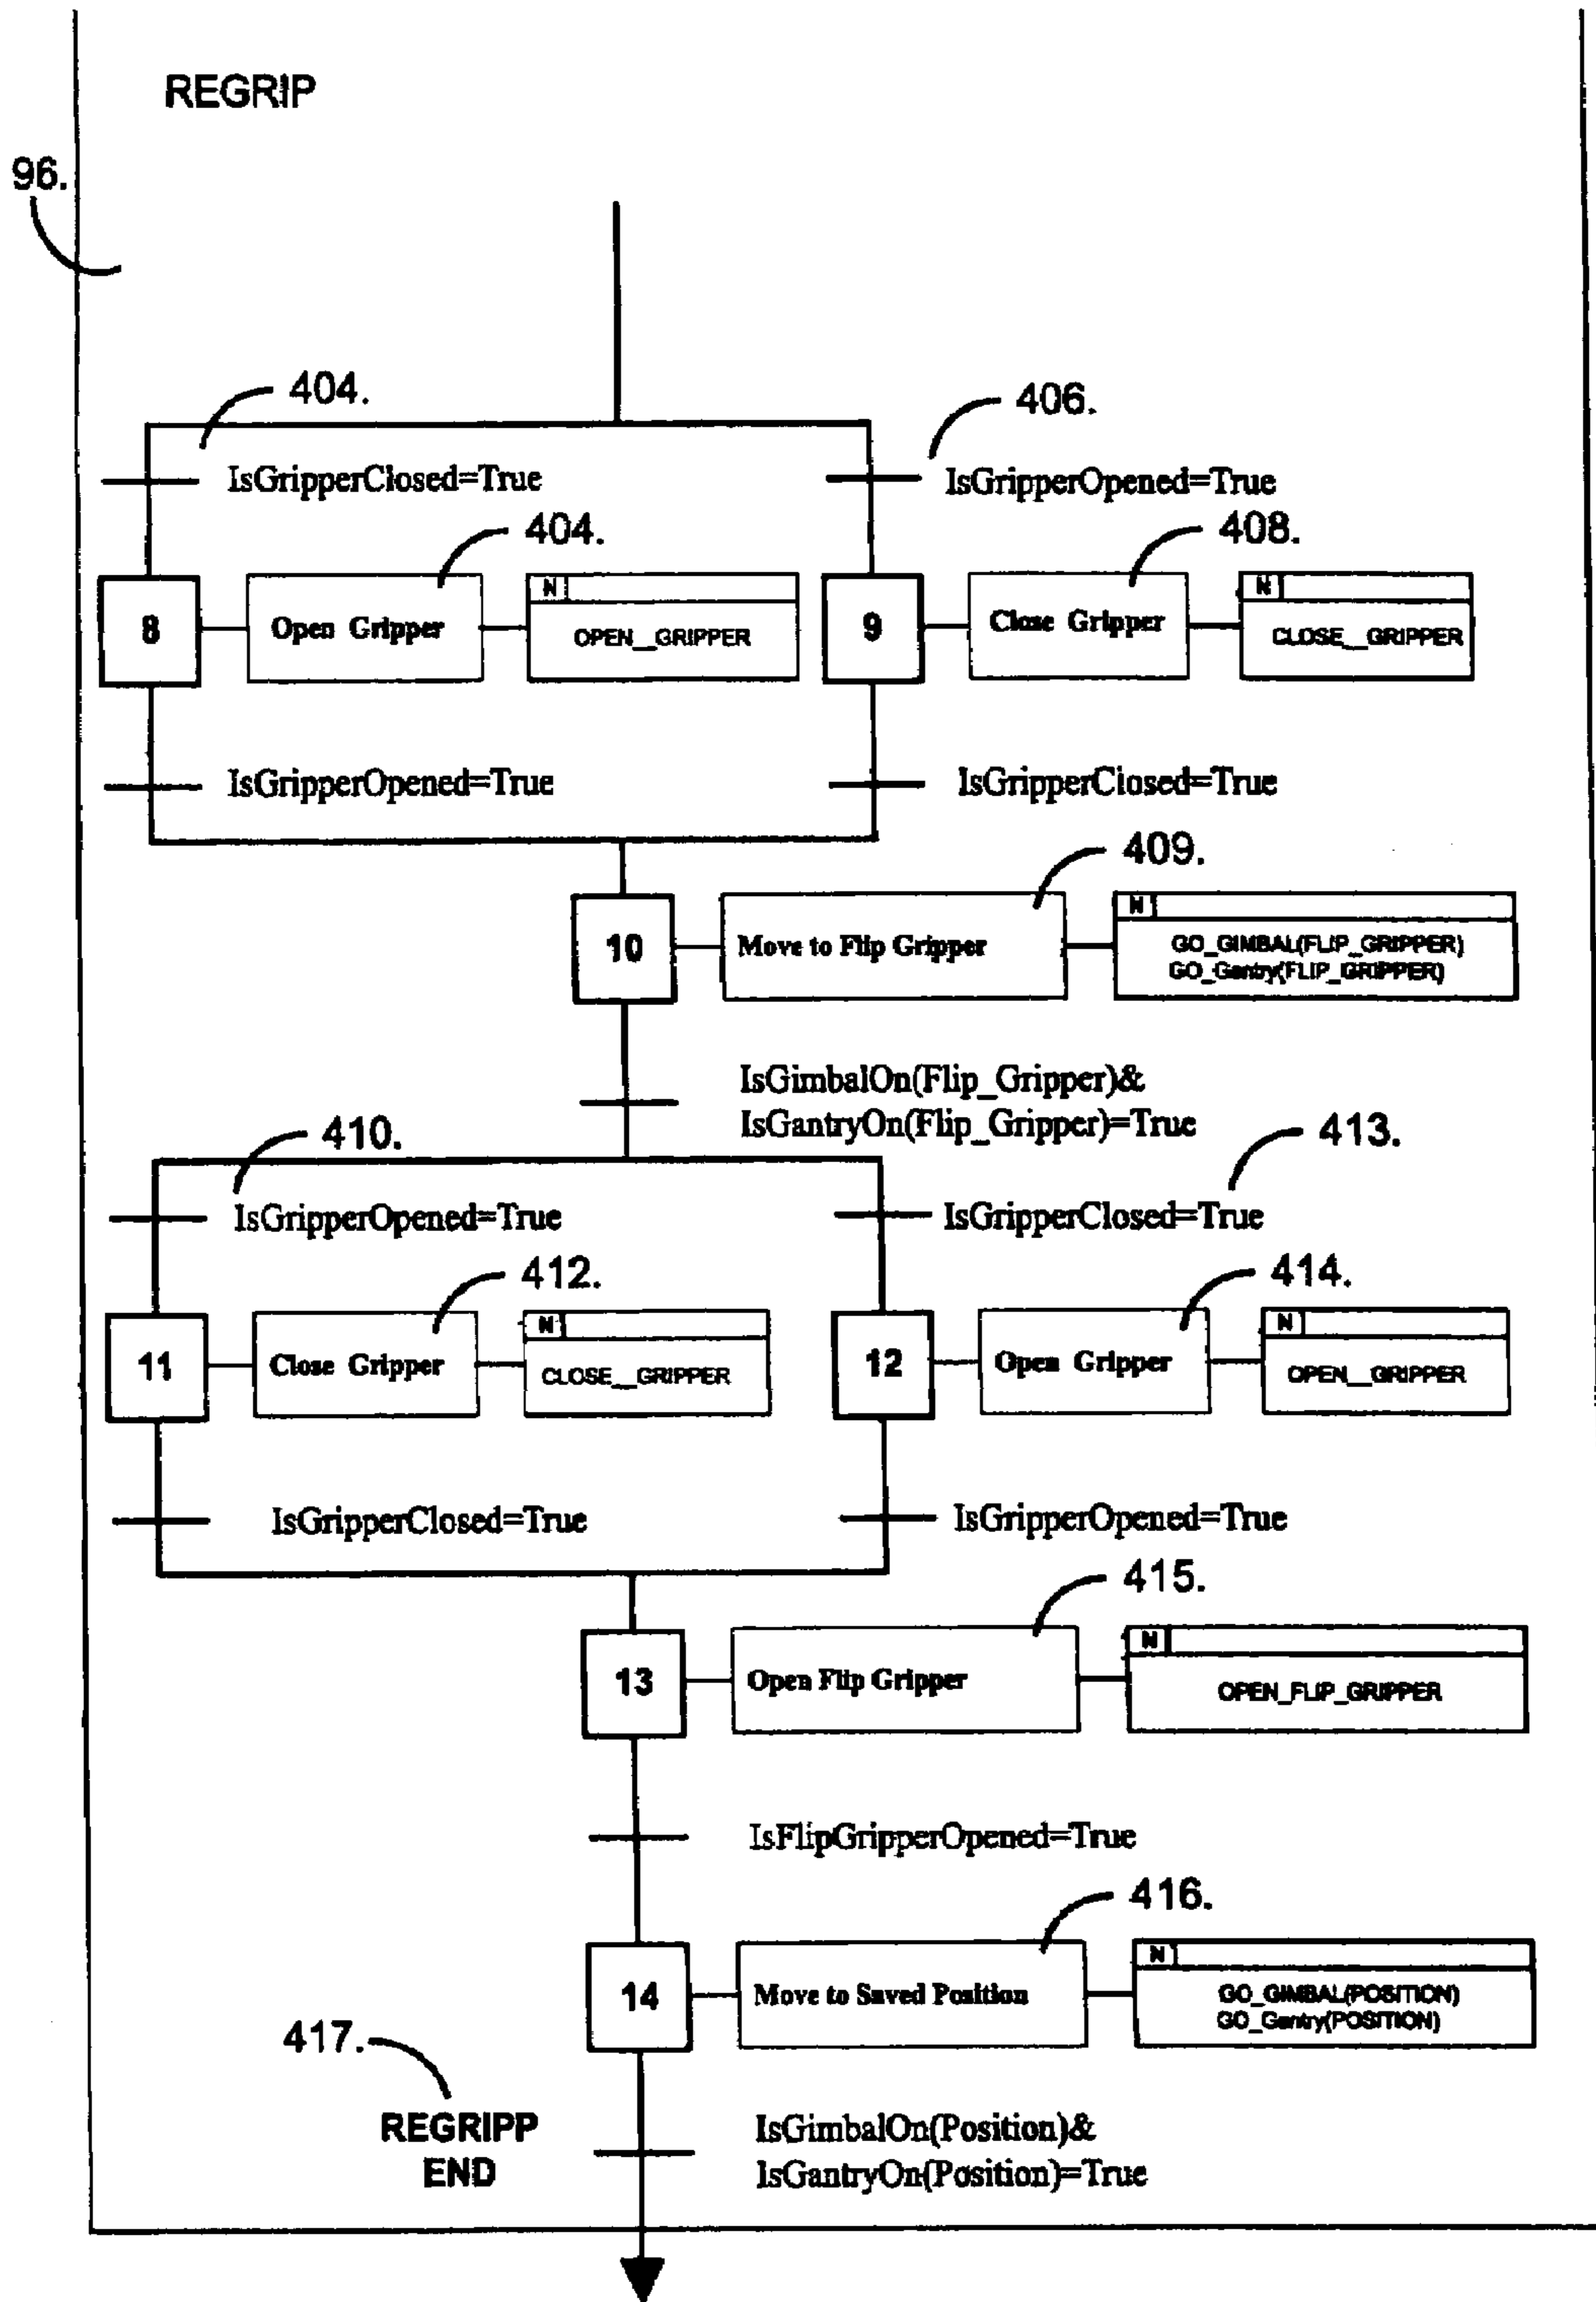 REGRIP
96.
404.
406.
IsGripperClosed=True
IsGripperOpened=True
404.
408.
8
Open Gripper
N
OPEN__GRIPPER
9
Close Gripper
N
CLOSE__GRIPPER
IsGripperOpened=True
IsGripperClosed=True
409.
10
Move to Flip Gripper
N
GO_GIMBAL(FLIP_GRIPPER)
GO_Gantry(FLIP_GRIPPER)
IsGimbalOn(Flip_Gripper)&
IsGantryOn(Flip_Gripper)=True
410.
413.
IsGripperOpened=True
IsGripperClosed=True
412.
414.
11
Close Gripper
N
CLOSE__GRIPPER
12
Open Gripper
N
OPEN__GRIPPER
IsGripperClosed=True
IsGripperOpened=True
415.
13
Open Flip Gripper
N
OPEN_FLIP_GRIPPER
IsFlipGripperOpened=True
416.
14
Move to Saved Position
N
GO_GIMBAL(POSITION)
GO_Gantry(POSITION)
417.
REGRIPP
END
IsGimbalOn(Position)&
IsGantryOn(Position)=True